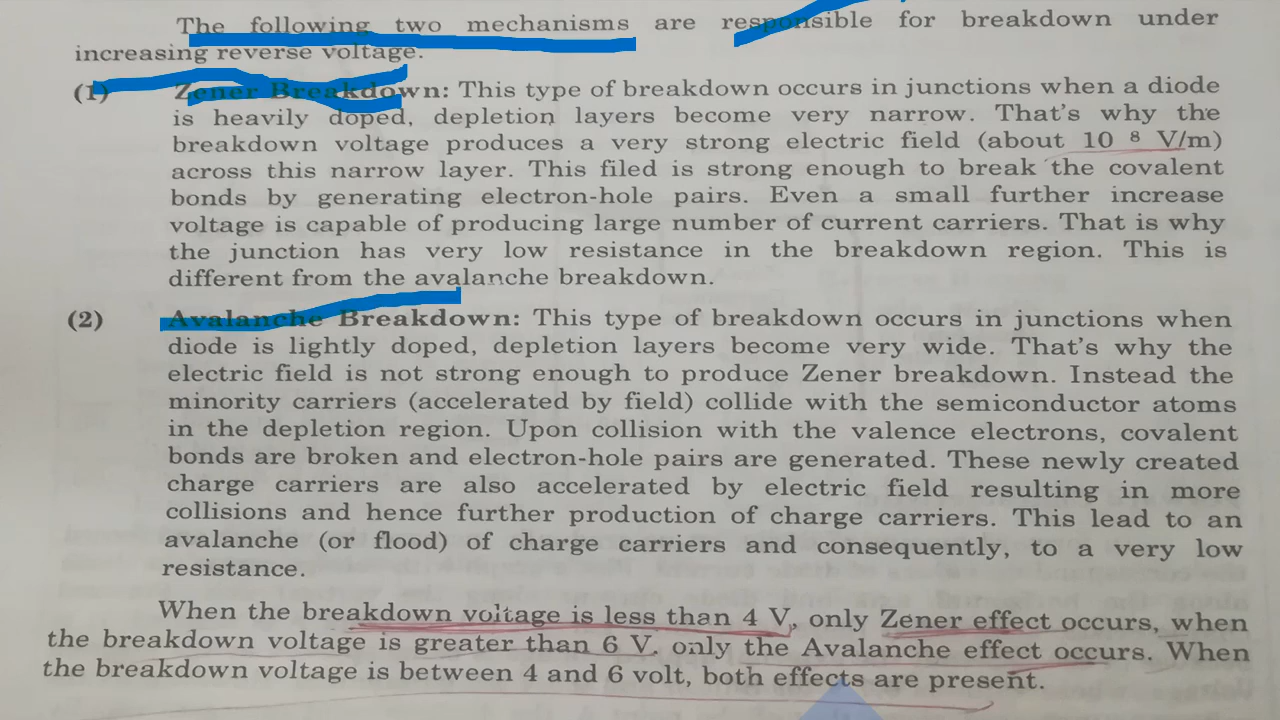 The following two mechanisms are responsible for breakdown under
increasing reverse voltage.
(1) Zener Breakdown: This type of breakdown occurs in junctions when a diode
is heavily doped, depletion layers become very narrow. That's why the
breakdown voltage produces a very strong electric field (about 10 8 V/m)
across this narrow layer. This filed is strong enough to break the covalent
bonds by generating electron-hole pairs. Even a small further increase
voltage is capable of producing large number of current carriers. That is why
the junction has very low resistance in the breakdown region. This is
different from the avalanche breakdown.
(2) Avalanche Breakdown: This type of breakdown occurs in junctions when
diode is lightly doped, depletion layers become very wide. That's why the
electric field is not strong enough to produce Zener breakdown. Instead the
minority carriers (accelerated by field) collide with the semiconductor atoms
in the depletion region. Upon collision with the valence electrons, covalent
bonds are broken and electron-hole pairs are generated. These newly created
charge carriers are also accelerated by electric field resulting in more
collisions and hence further production of charge carriers. This lead to an
avalanche (or flood) of charge carriers and consequently, to a very low
resistance.
When the breakdown voltage is less than 4 V, only Zener effect occurs, when
the breakdown voltage is greater than 6 V. only the Avalanche effect occurs. When
the breakdown voltage is between 4 and 6 volt, both effects are present.